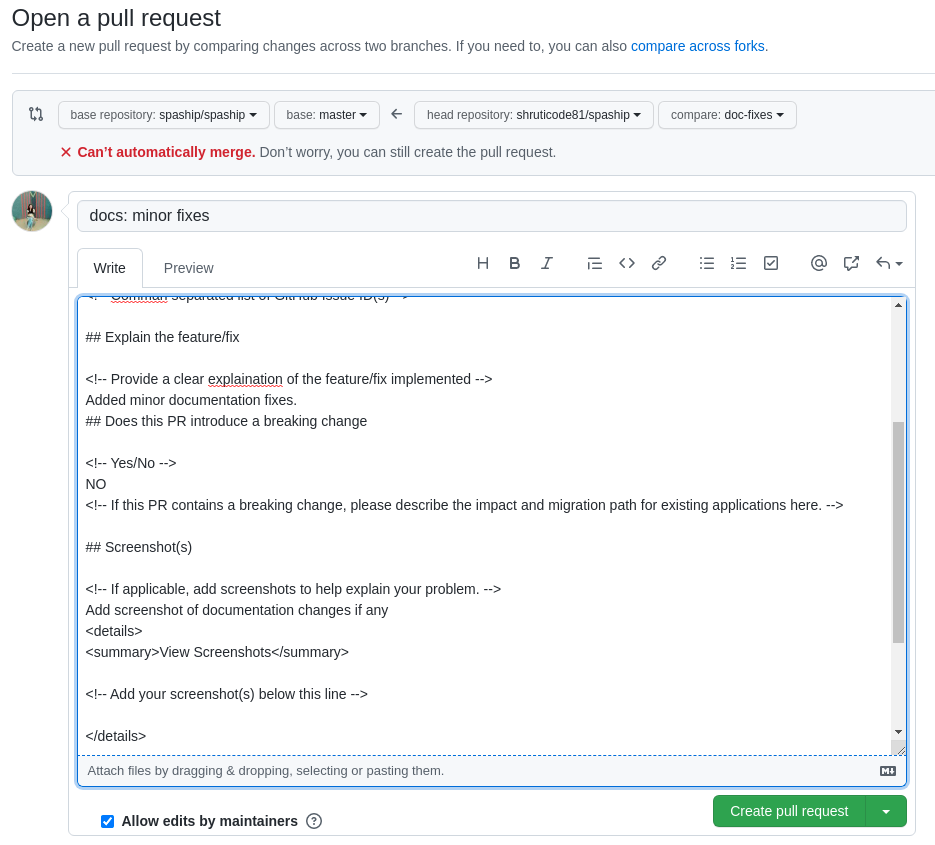 Open a pull request
Create a new pull request by comparing changes across two branches. If you need to, you can also compare across forks.
base repository: spaship/spaship base: master head repository: shruticode81/spaship compare: doc-fixes
Can’t automatically merge. Don’t worry, you can still create the pull request.
docs: minor fixes
Write Preview
<!-- Comman separated list of GitHub Issue ID(s) -->
## Explain the feature/fix
<!-- Provide a clear explaination of the feature/fix implemented -->
Added minor documentation fixes.
## Does this PR introduce a breaking change
<!-- Yes/No -->
NO
<!-- If this PR contains a breaking change, please describe the impact and migration path for existing applications here. -->
## Screenshot(s)
<!-- If applicable, add screenshots to help explain your problem. -->
Add screenshot of documentation changes if any
<details>
<summary>View Screenshots</summary>
<!-- Add your screenshot(s) below this line -->
</details>
Attach files by dragging & dropping, selecting or pasting them.
Allow edits by maintainers
Create pull request